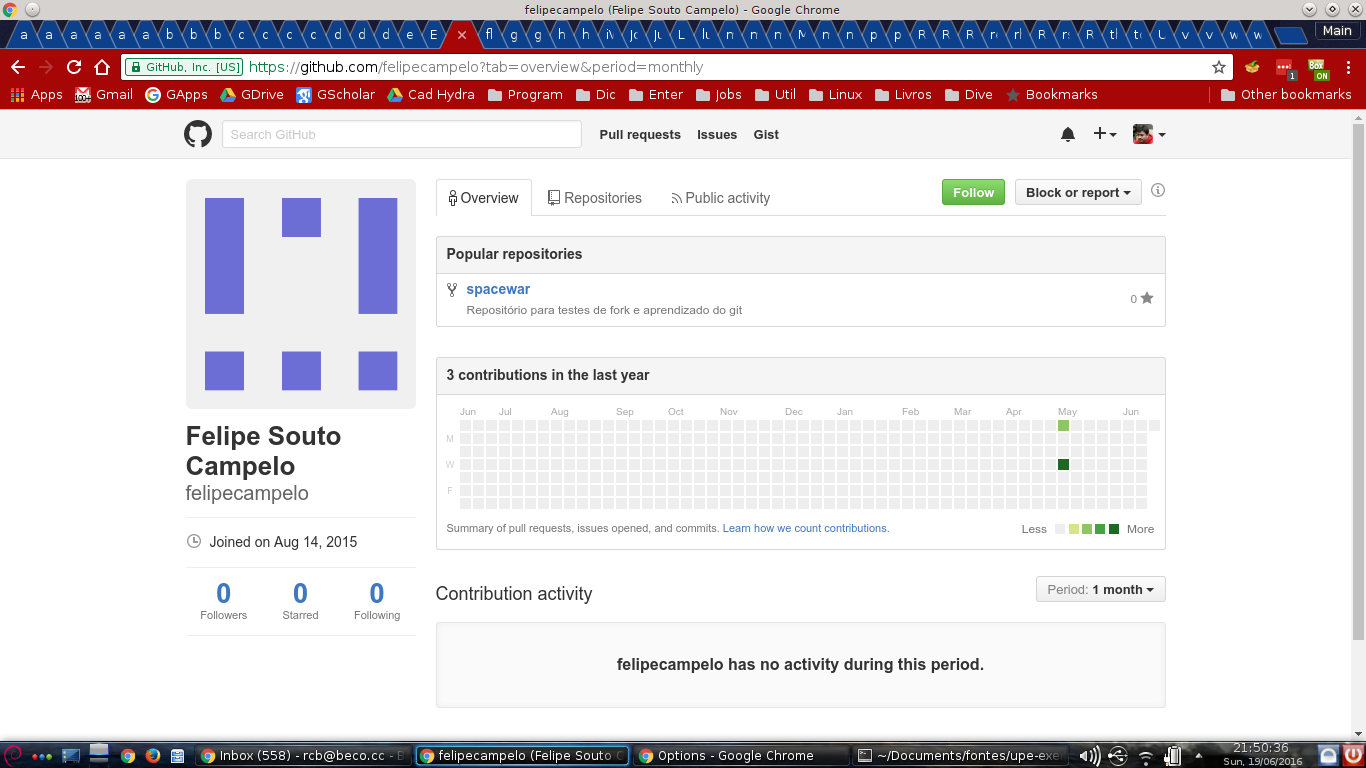 felipecampelo (Felipe Souto Campelo) - Google Chrome
a a a a a a b b b c c c c d d e E fl g g h h J Ju L lu n n n M n n p p R R R rl R s R tl L v v w w Main
GitHub, Inc. [US] https://github.com/felipecampelo?tab=overview&period=monthly
Apps Gmail GApps GDrive GScholar Cad Hydra Program Dic Enter Jobs Util Linux Livros Dive Bookmarks Other bookmarks
Search GitHub Pull requests Issues Gist
Overview Repositories Public activity Follow Block or report
Popular repositories
spacewar
Repositório para testes de fork e aprendizado do git
0
3 contributions in the last year
Jun Jul Aug Sep Oct Nov Dec Jan Feb Mar Apr May Jun
M
W
F
Summary of pull requests, issues opened, and commits. Learn how we count contributions. Less More
Felipe Souto
Campelo
felipecampelo
Joined on Aug 14, 2015
0 0 0
Followers Starred Following
Contribution activity Period: 1 month
felipecampelo has no activity during this period.
Inbox (558) - rcb@beco.cc - B felipecampelo (Felipe Souto C Options - Google Chrome ~/Documents/fontes/upe-exe 21:50:36
Sun, 19/06/2016